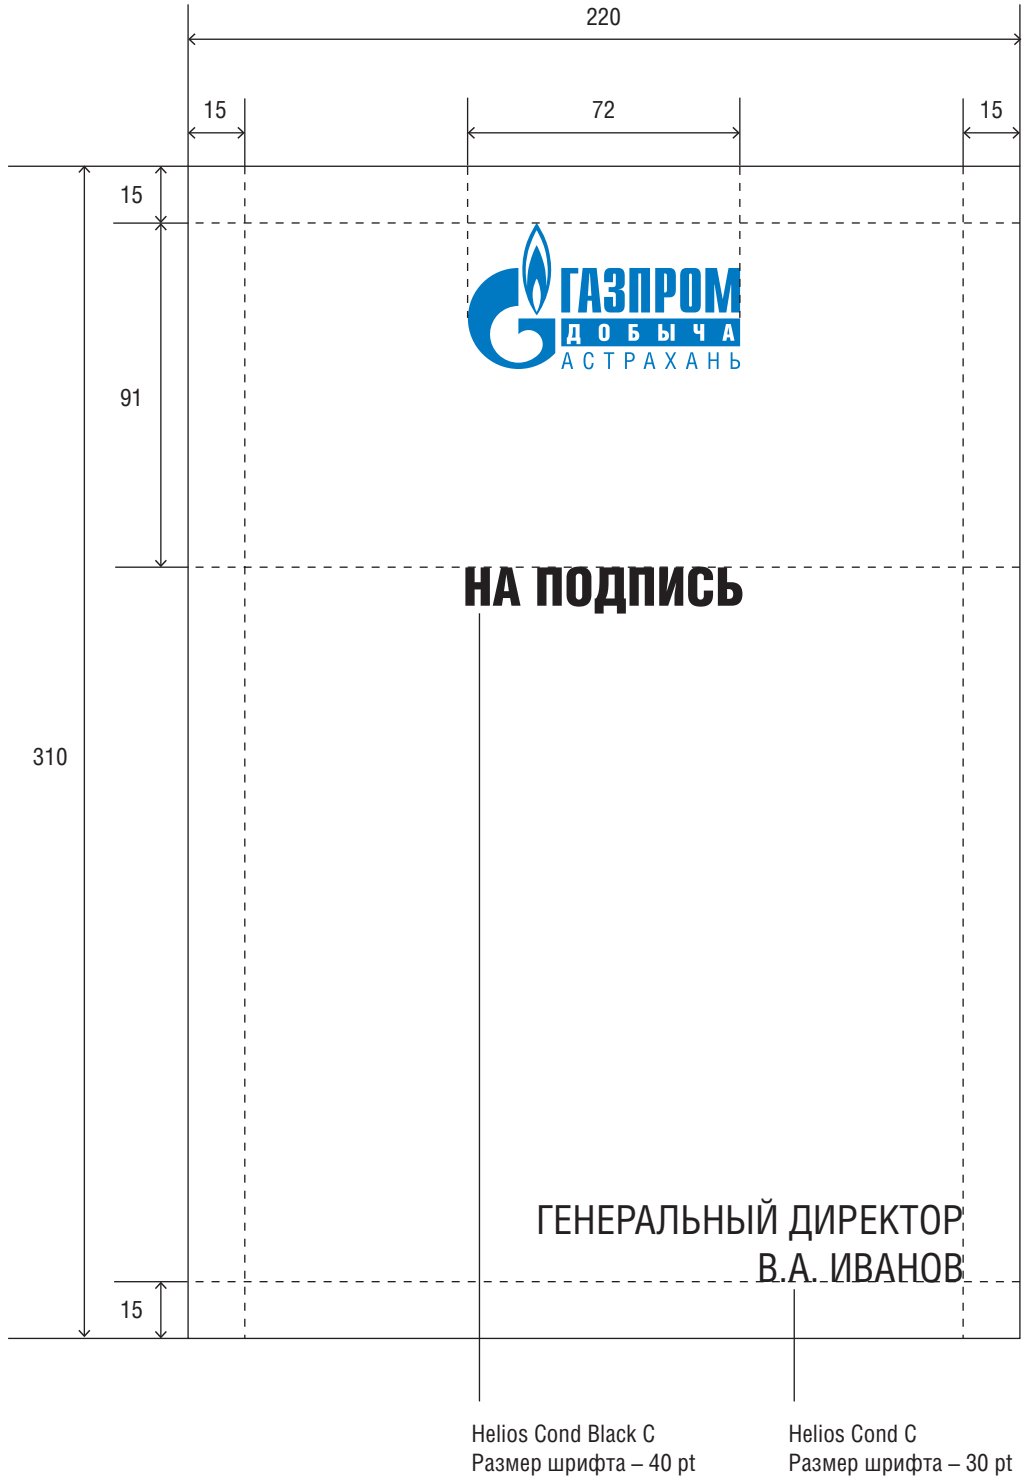 220
15
72
15
15
ГАЗПРОМ
ДОБЫЧА
АСТРАХАНЬ
91
НА ПОДПИСЬ
310
ГЕНЕРАЛЬНЫЙ ДИРЕКТОР
В.А. ИВАНОВ
15
Helios Cond Black C
Размер шрифта – 40 pt
Helios Cond C
Размер шрифта – 30 pt